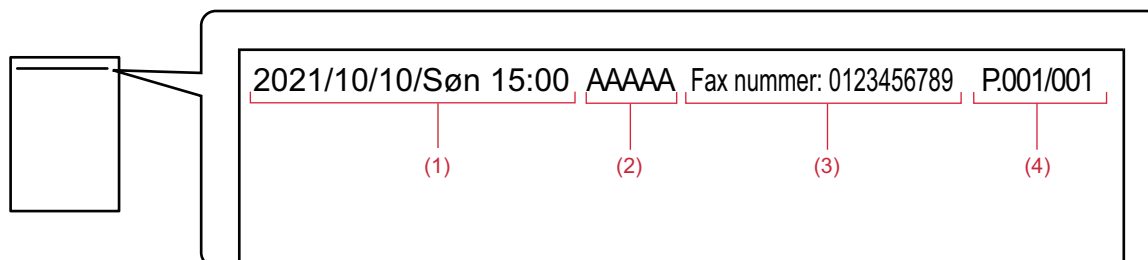 2021/10/10/Søn 15:00 AAAAA Fax nummer: 0123456789 P.001/001
(1) (2) (3) (4)